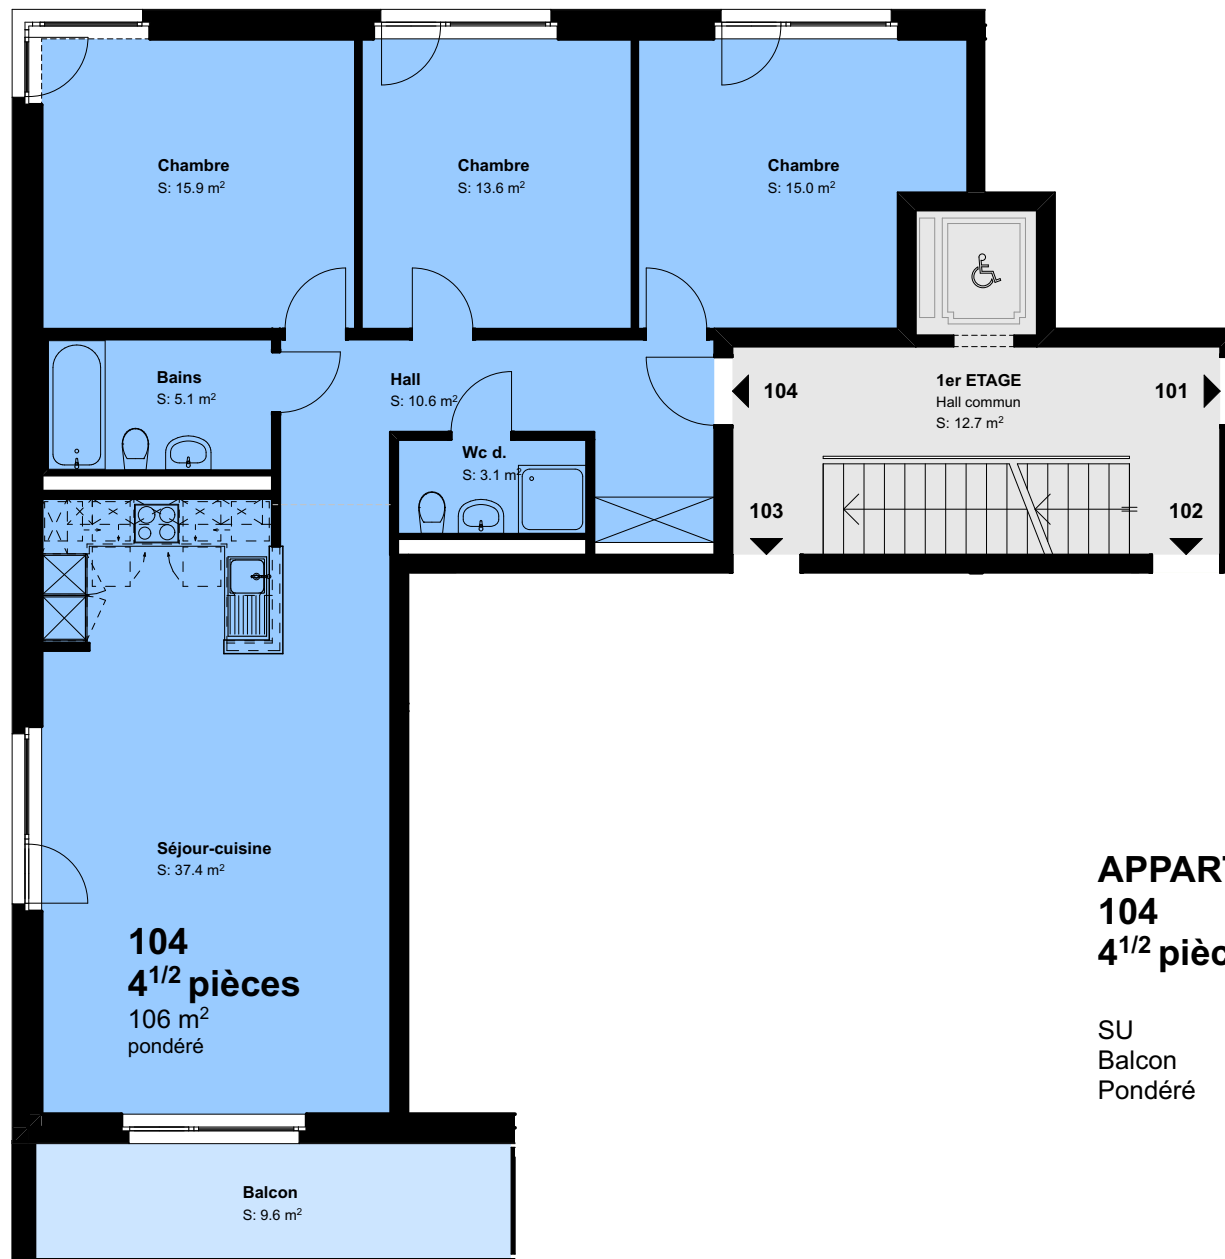 Chambre
S: 15.9 m²
Chambre
S: 13.6 m²
Chambre
S: 15.0 m²
Bains
S: 5.1 m²
Hall
S: 10.6 m²
Wc d.
S: 3.1 m²
104
1er ETAGE
Hall commun
S: 12.7 m²
101
103
102
Séjour-cuisine
S: 37.4 m²
104
4 1/2 pièces
106 m²
pondéré
APPART
104
4 1/2 pièc
SU
Balcon
Pondéré
Balcon
S: 9.6 m²